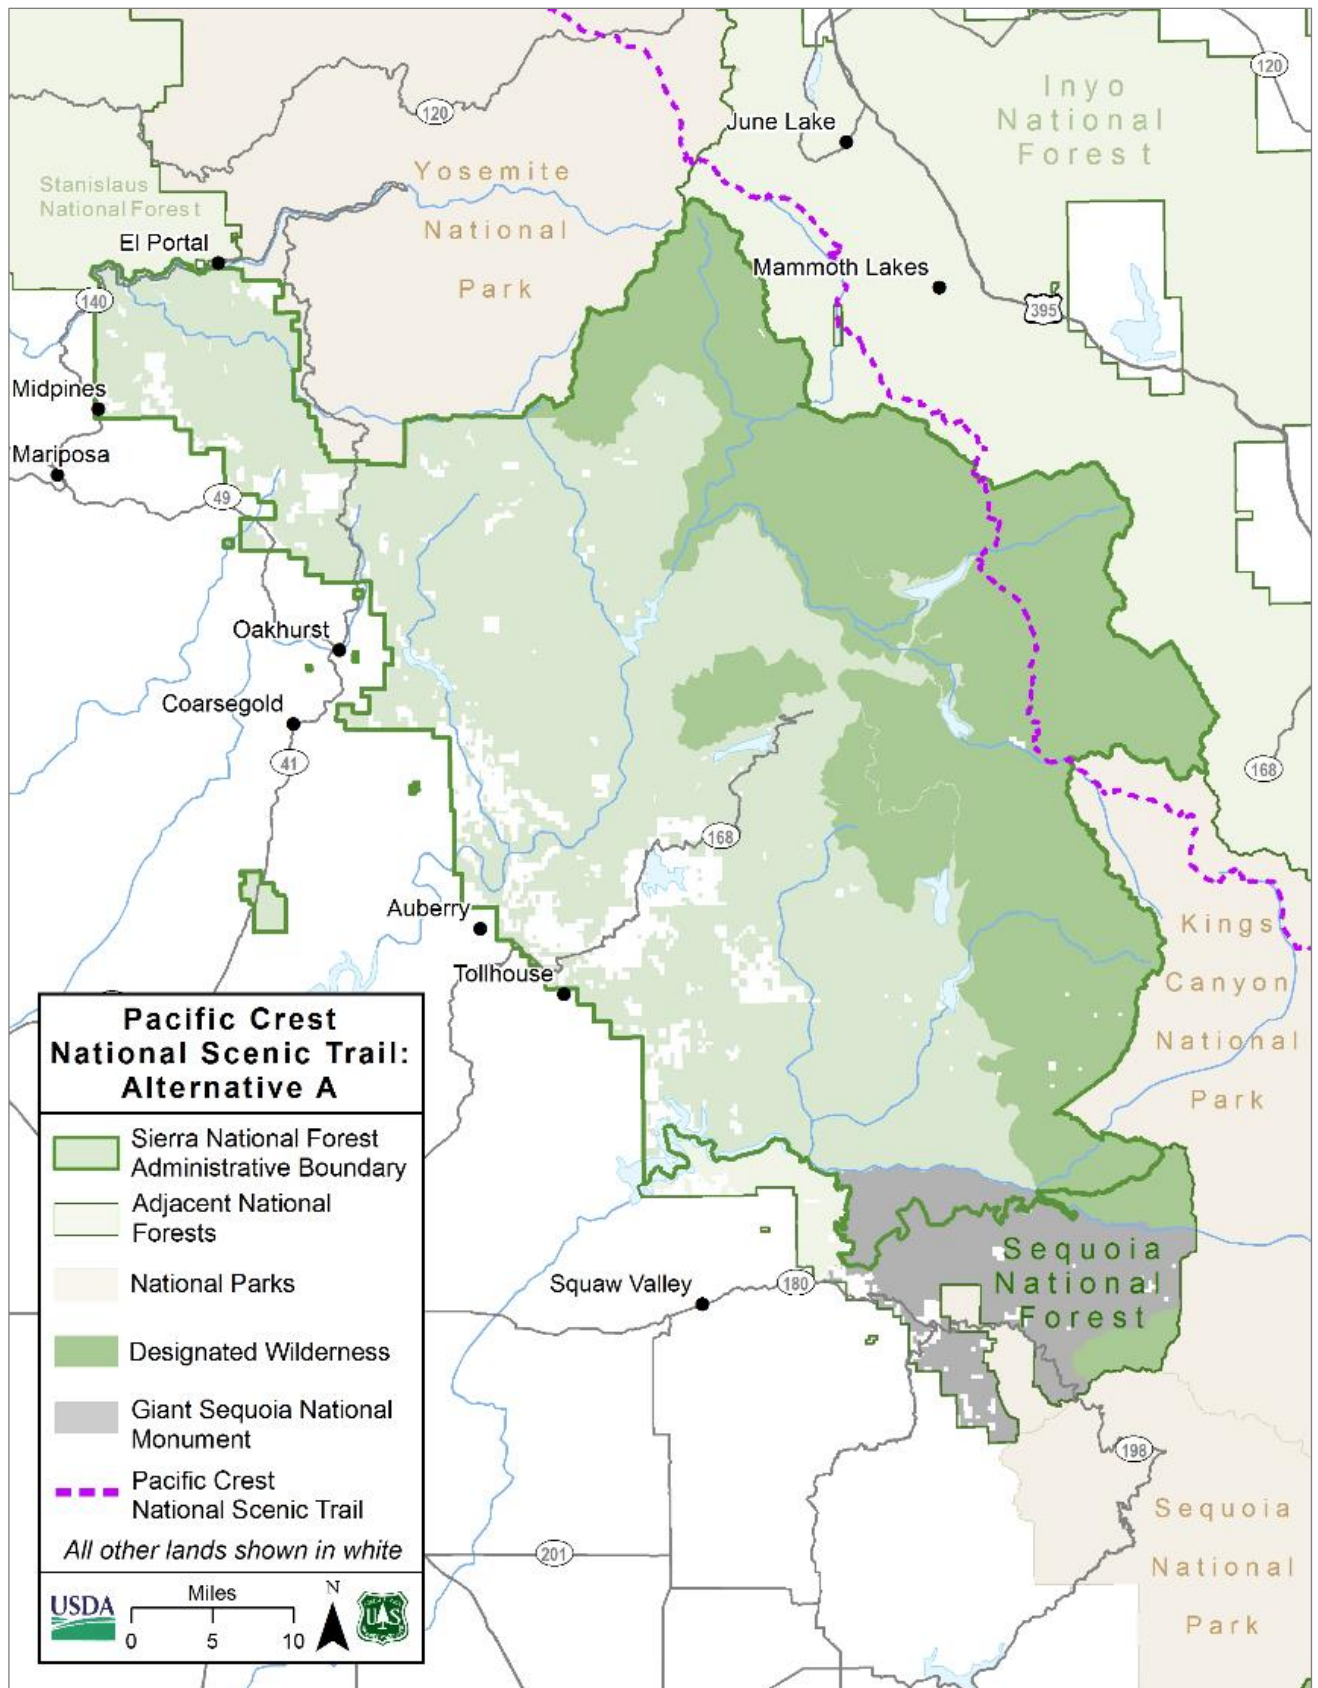 120
Inyo
National
Forest
120
June Lake
Yosemite
National
Park
Stanislaus
National Forest
El Portal
Mammoth Lakes
140
395
Midpines
Mariposa
49
Oakhurst
Coarsegold
41
168
168
Auberry
Tollhouse
Kings
Canyon
National
Park
Pacific Crest
National Scenic Trail:
Alternative A
Sierra National Forest
Administrative Boundary
Adjacent National
Forests
National Parks
Designated Wilderness
Giant Sequoia National
Monument
Pacific Crest
National Scenic Trail
All other lands shown in white
USDA
Miles
0 5 10
N
U S
Sequoia
National
Forest
Squaw Valley
180
198
201
Sequoia
National
Park